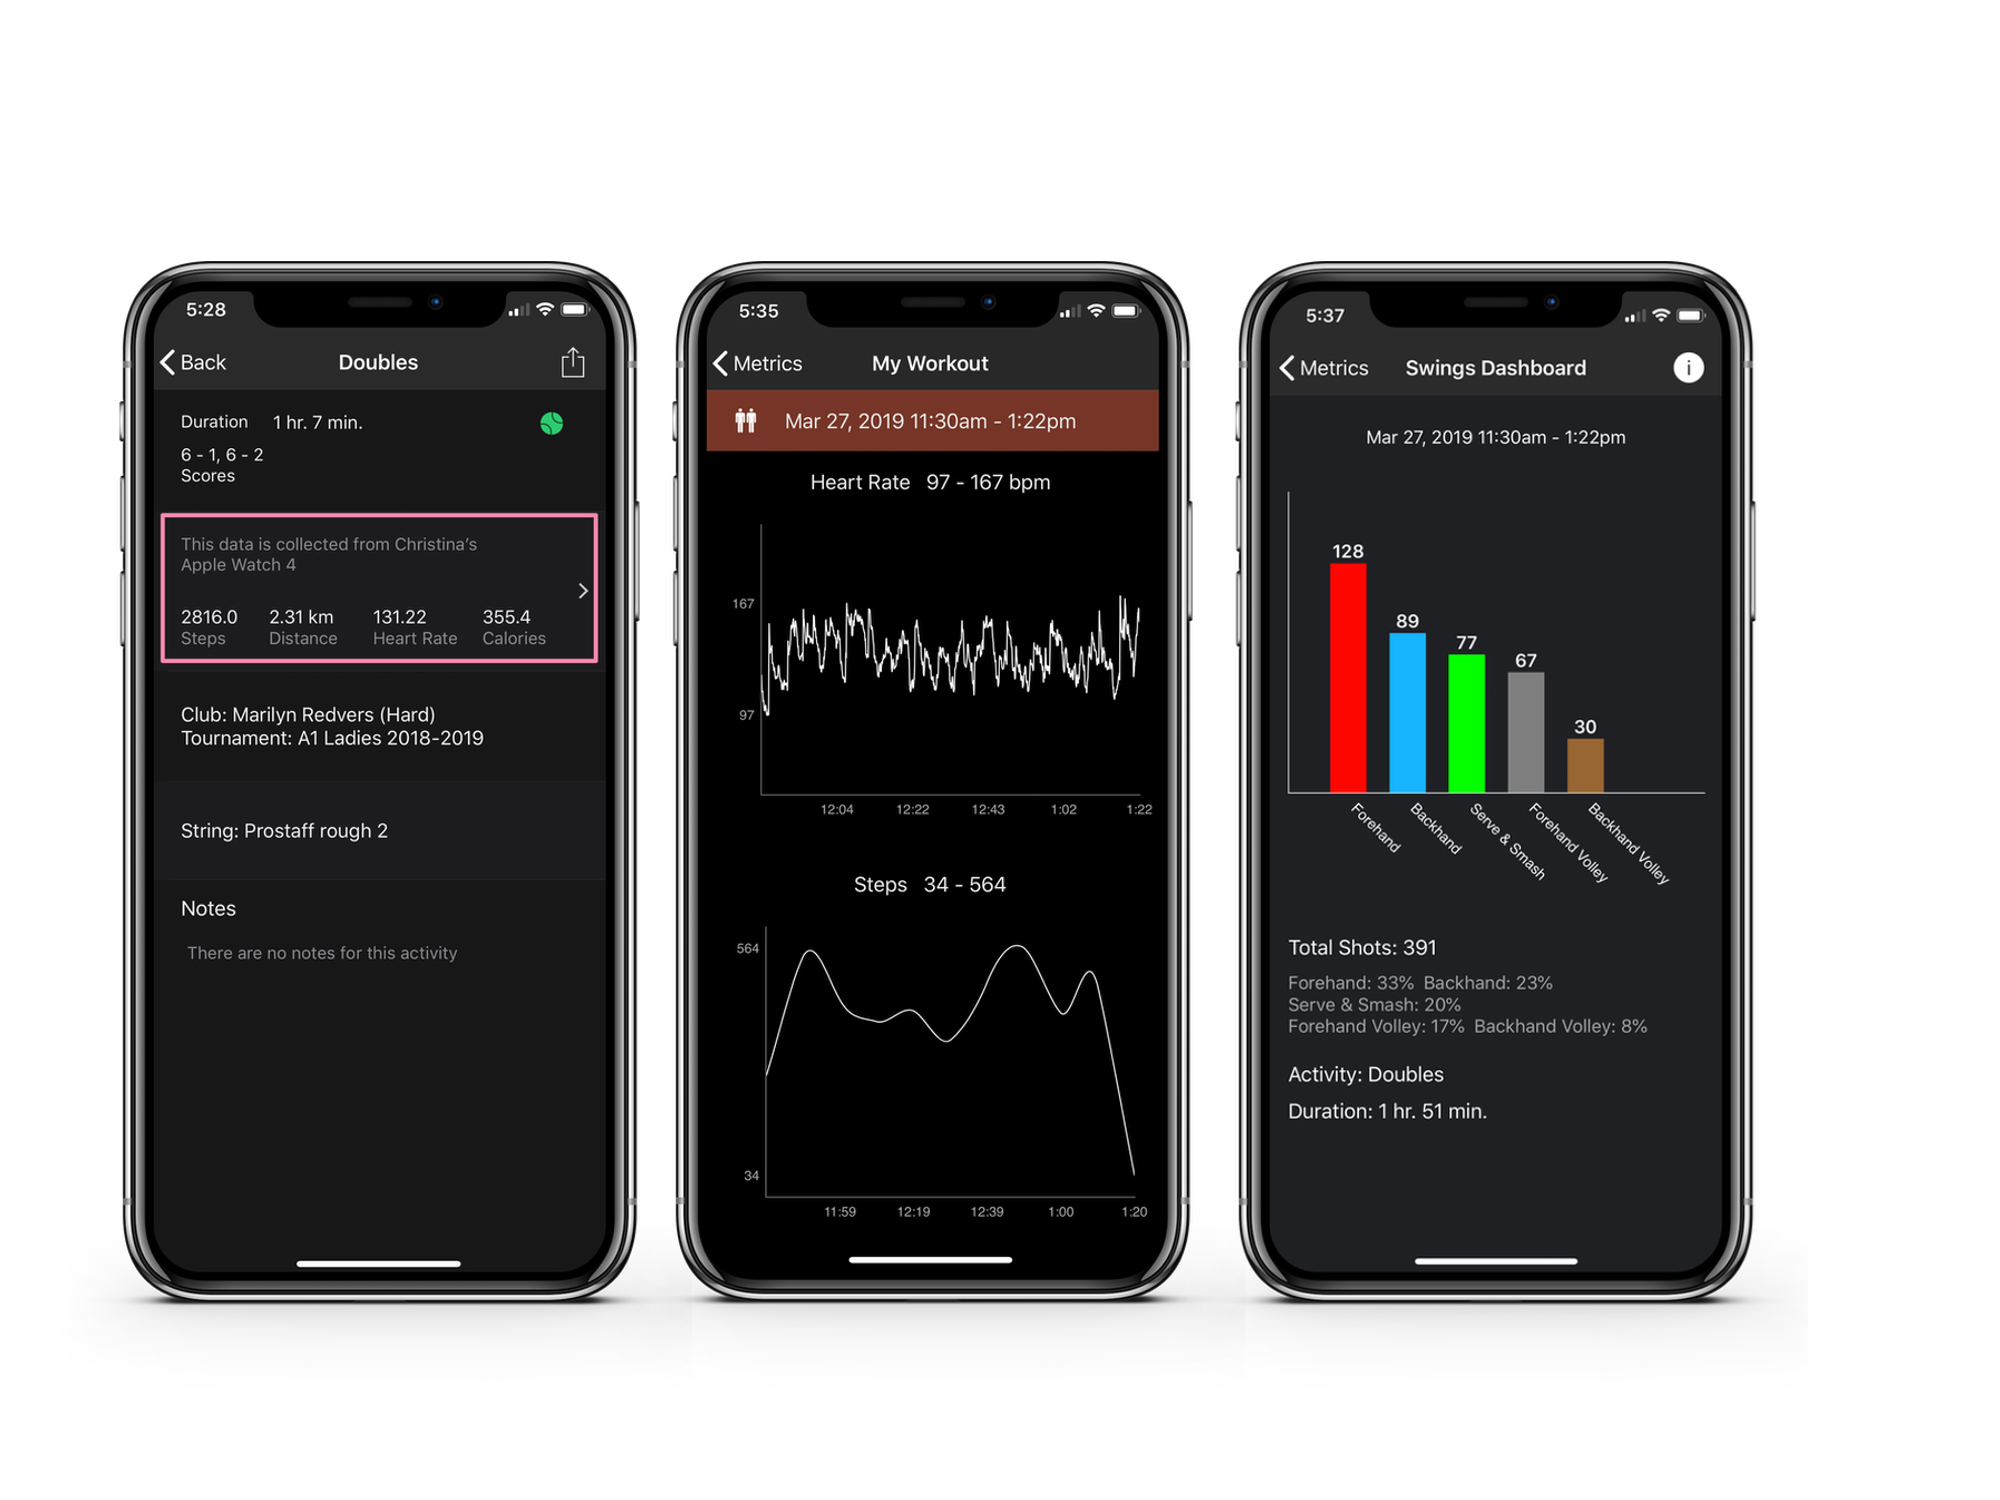 5:28
Back
Doubles
Duration 1 hr. 7 min.
6 - 1, 6 - 2
Scores
This data is collected from Christina's
Apple Watch 4
2816.0 2.31 km 131.22 355.4
Steps Distance Heart Rate Calories
Club: Marilyn Redvers (Hard)
Tournament: A1 Ladies 2018-2019
String: Prostaff rough 2
Notes
There are no notes for this activity
5:35
Metrics
My Workout
Mar 27, 2019 11:30am - 1:22pm
Heart Rate 97 - 167 bpm
167
97
12:04 12:22 12:43 1:02 1:22
Steps 34 - 564
564
34
11:59 12:19 12:39 1:00 1:20
5:37
Metrics
Swings Dashboard
i
Mar 27, 2019 11:30am - 1:22pm
128
89
77
67
30
Forehand
Backhand
Serve & Smash
Forehand Volley
Backhand Volley
Total Shots: 391
Forehand: 33% Backhand: 23%
Serve & Smash: 20%
Forehand Volley: 17% Backhand Volley: 8%
Activity: Doubles
Duration: 1 hr. 51 min.